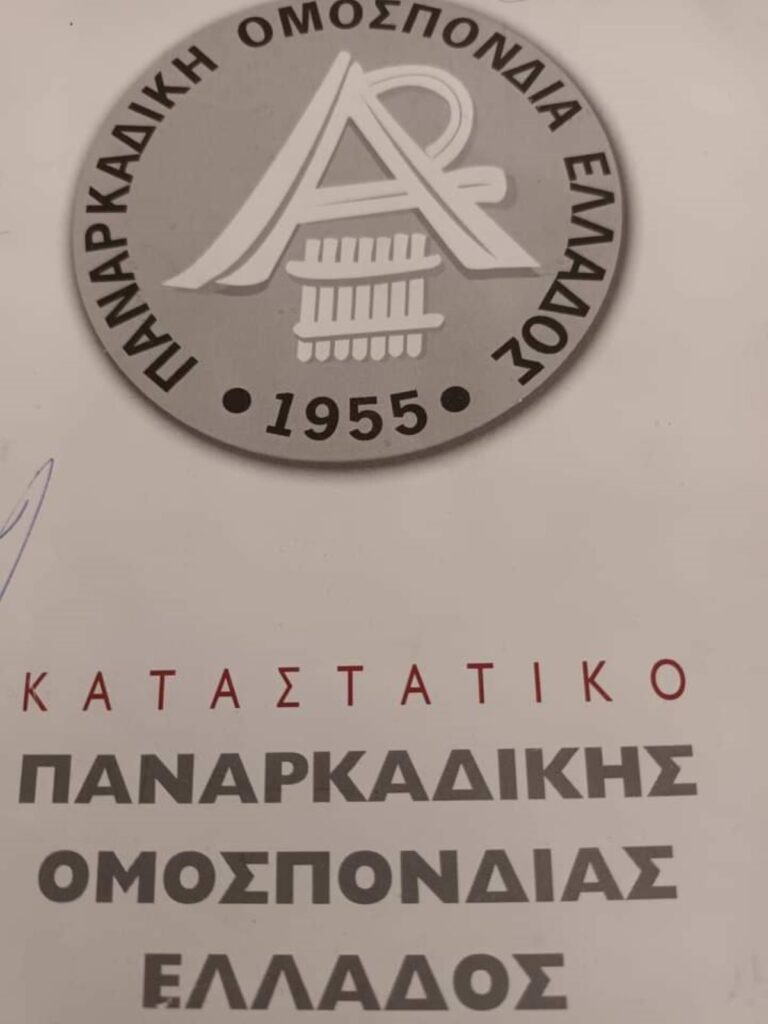 ΠΑΝΑΡΚΑΔΙΚΗ ΟΜΟΣΠΟΝΔΙΑ ΕΛΛΑΔΟΣ
• 1955 •
ΚΑΤΑΣΤΑΤΙΚΟ
ΠΑΝΑΡΚΑΔΙΚΗΣ
ΟΜΟΣΠΟΝΔΙΑΣ
ΕΛΛΑΔΟΣ